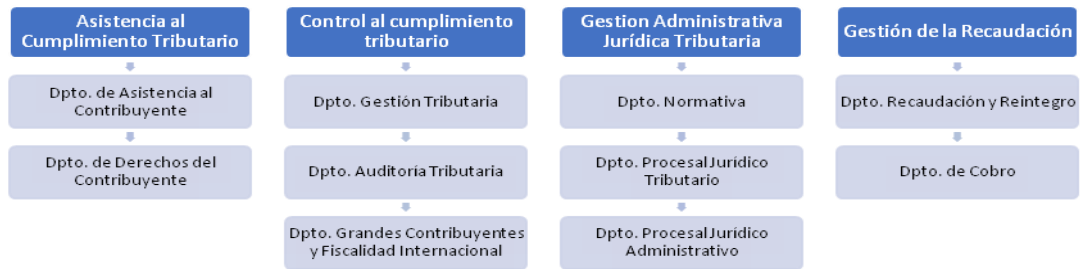 Asistencia al
Cumplimiento Tributario
Dpto. de Asistencia al
Contribuyente
Dpto. de Derechos del
Contribuyente
Control al cumplimiento
tributario
Dpto. Gestión Tributaria
Dpto. Auditoría Tributaria
Dpto. Grandes Contribuyentes
y Fiscalidad Internacional
Gestion Administrativa
Jurídica Tributaria
Dpto. Normativa
Dpto. Procesal Jurídico
Tributario
Dpto. Procesal Jurídico
Administrativo
Gestión de la Recaudación
Dpto. Recaudación y Reintegro
Dpto. de Cobro